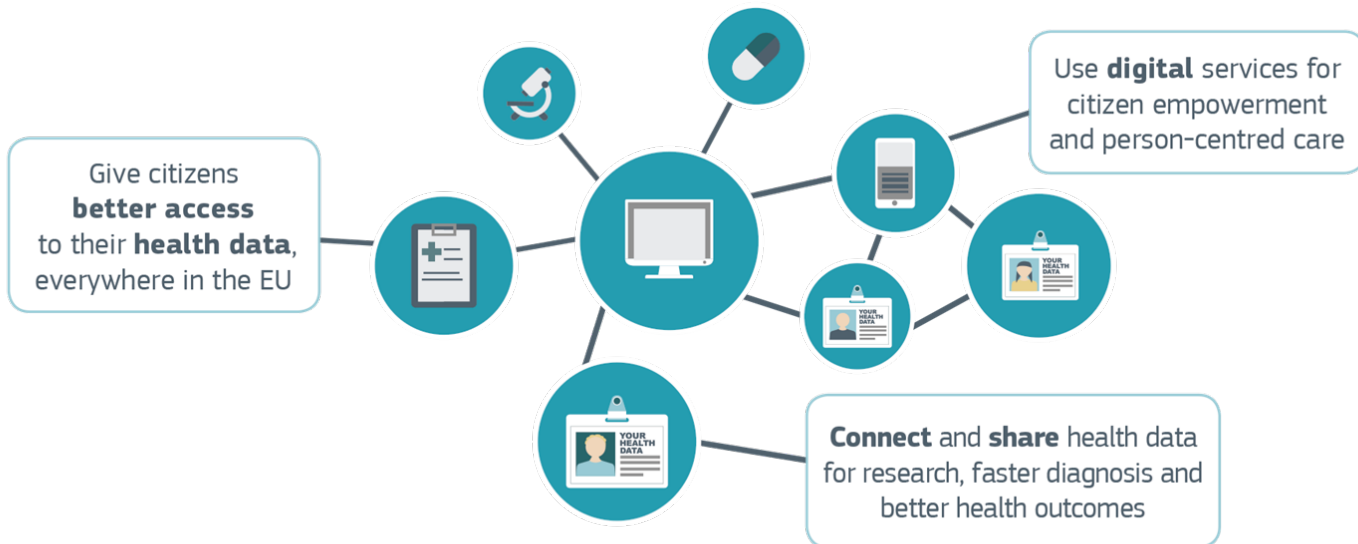 Use digital services for
citizen empowerment
and person-centred care
Give citizens
better access
to their health data,
everywhere in the EU
YOUR
HEALTH
DATA
YOUR
HEALTH
DATA
YOUR
HEALTH
DATA
Connect and share health data
for research, faster diagnosis and
better health outcomes